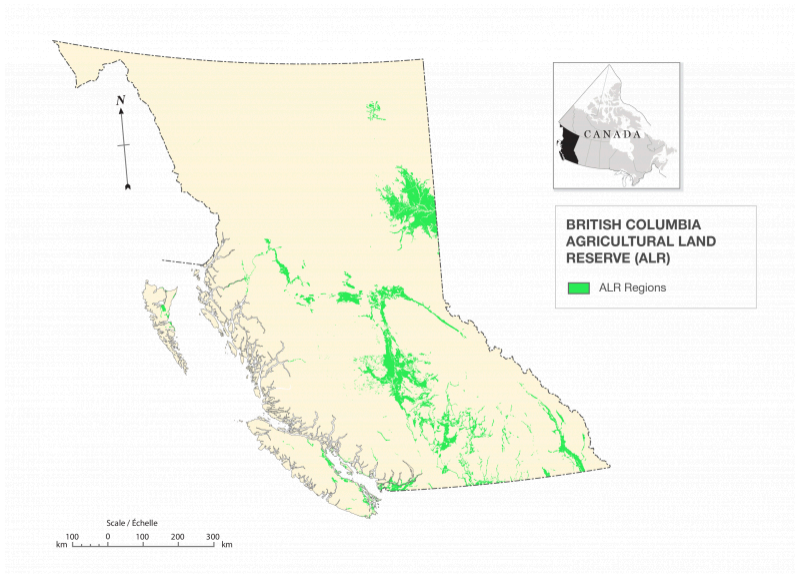 N
CANADA
BRITISH COLUMBIA
AGRICULTURAL LAND
RESERVE (ALR)
ALR Regions
Scale / Échelle
100 0 100 200 300
km km